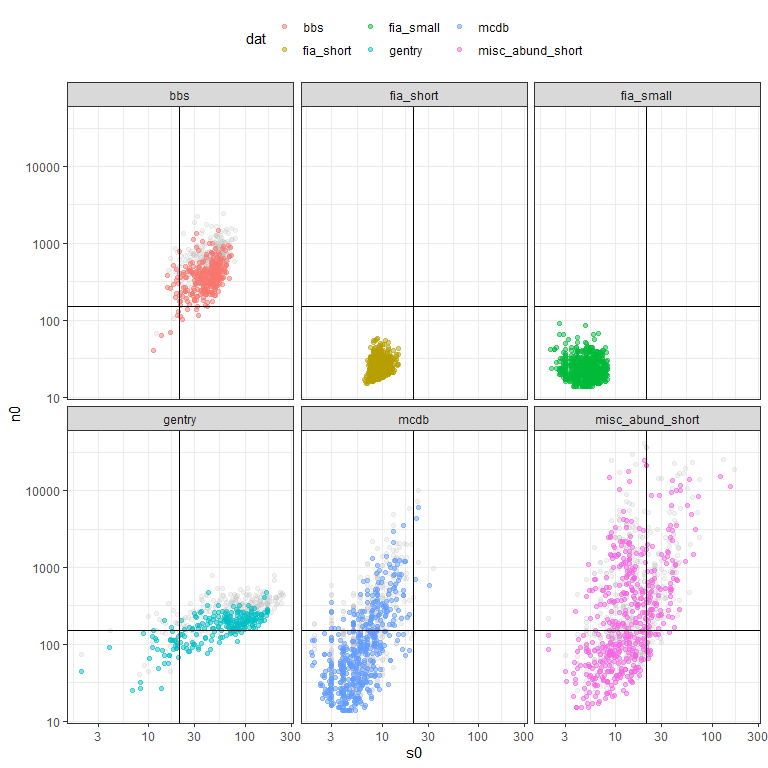 dat bbs fia_small mcdb
fia_short gentry misc_abund_short
bbs fia_short fia_small
10000
1000
100
10
n0
gentry mcdb misc_abund_short
10000
1000
100
10
3 10 30 100 300 3 10 30 100 300 3 10 30 100 300
s0